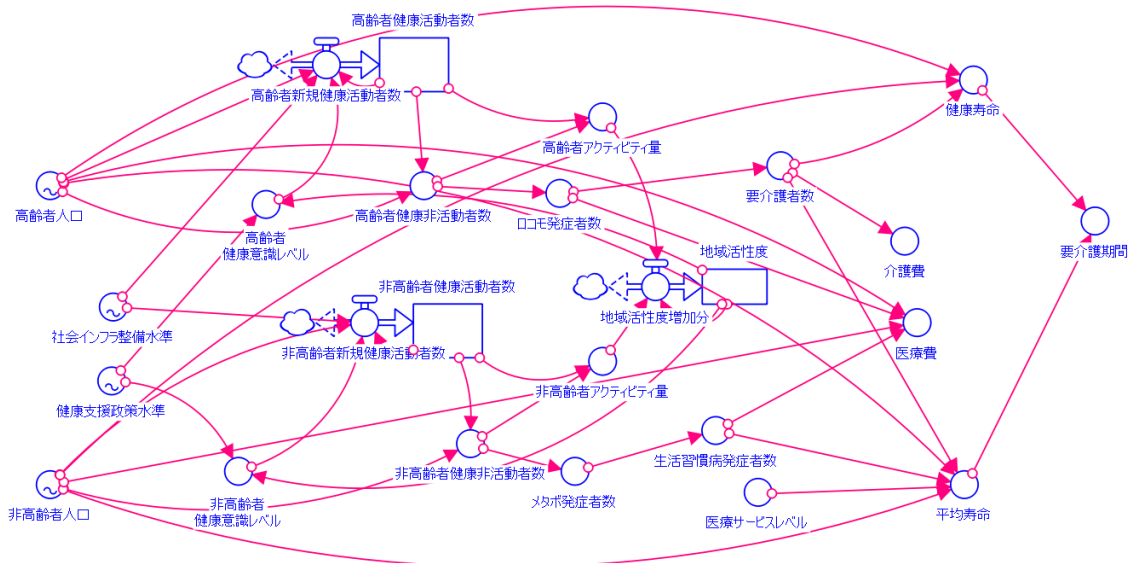 高齢者健康活動者数
高齢者新規健康活動者数
健康寿命
高齢者アクティビティ量
高齢者人口
高齢者健康非活動者数
ロコモ発症者数
要介護者数
高齢者
健康意識レベル
地域活性度
要介護期間
介護費
非高齢者健康活動者数
地域活性度増加分
社会インフラ整備水準
非高齢者新規健康活動者数
医療費
非高齢者アクティビティ量
健康支援政策水準
生活習慣病発症者数
非高齢者健康非活動者数
メタボ発症者数
非高齢者人口
非高齢者
健康意識レベル
医療サービスレベル
平均寿命